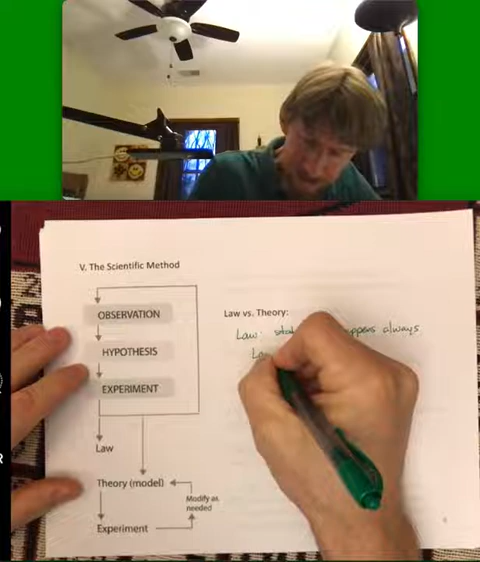 V. The Scientific Method
OBSERVATION
HYPOTHESIS
EXPERIMENT
Law
Theory (model)
Modify as
needed
Experiment
Law vs. Theory:
Law always